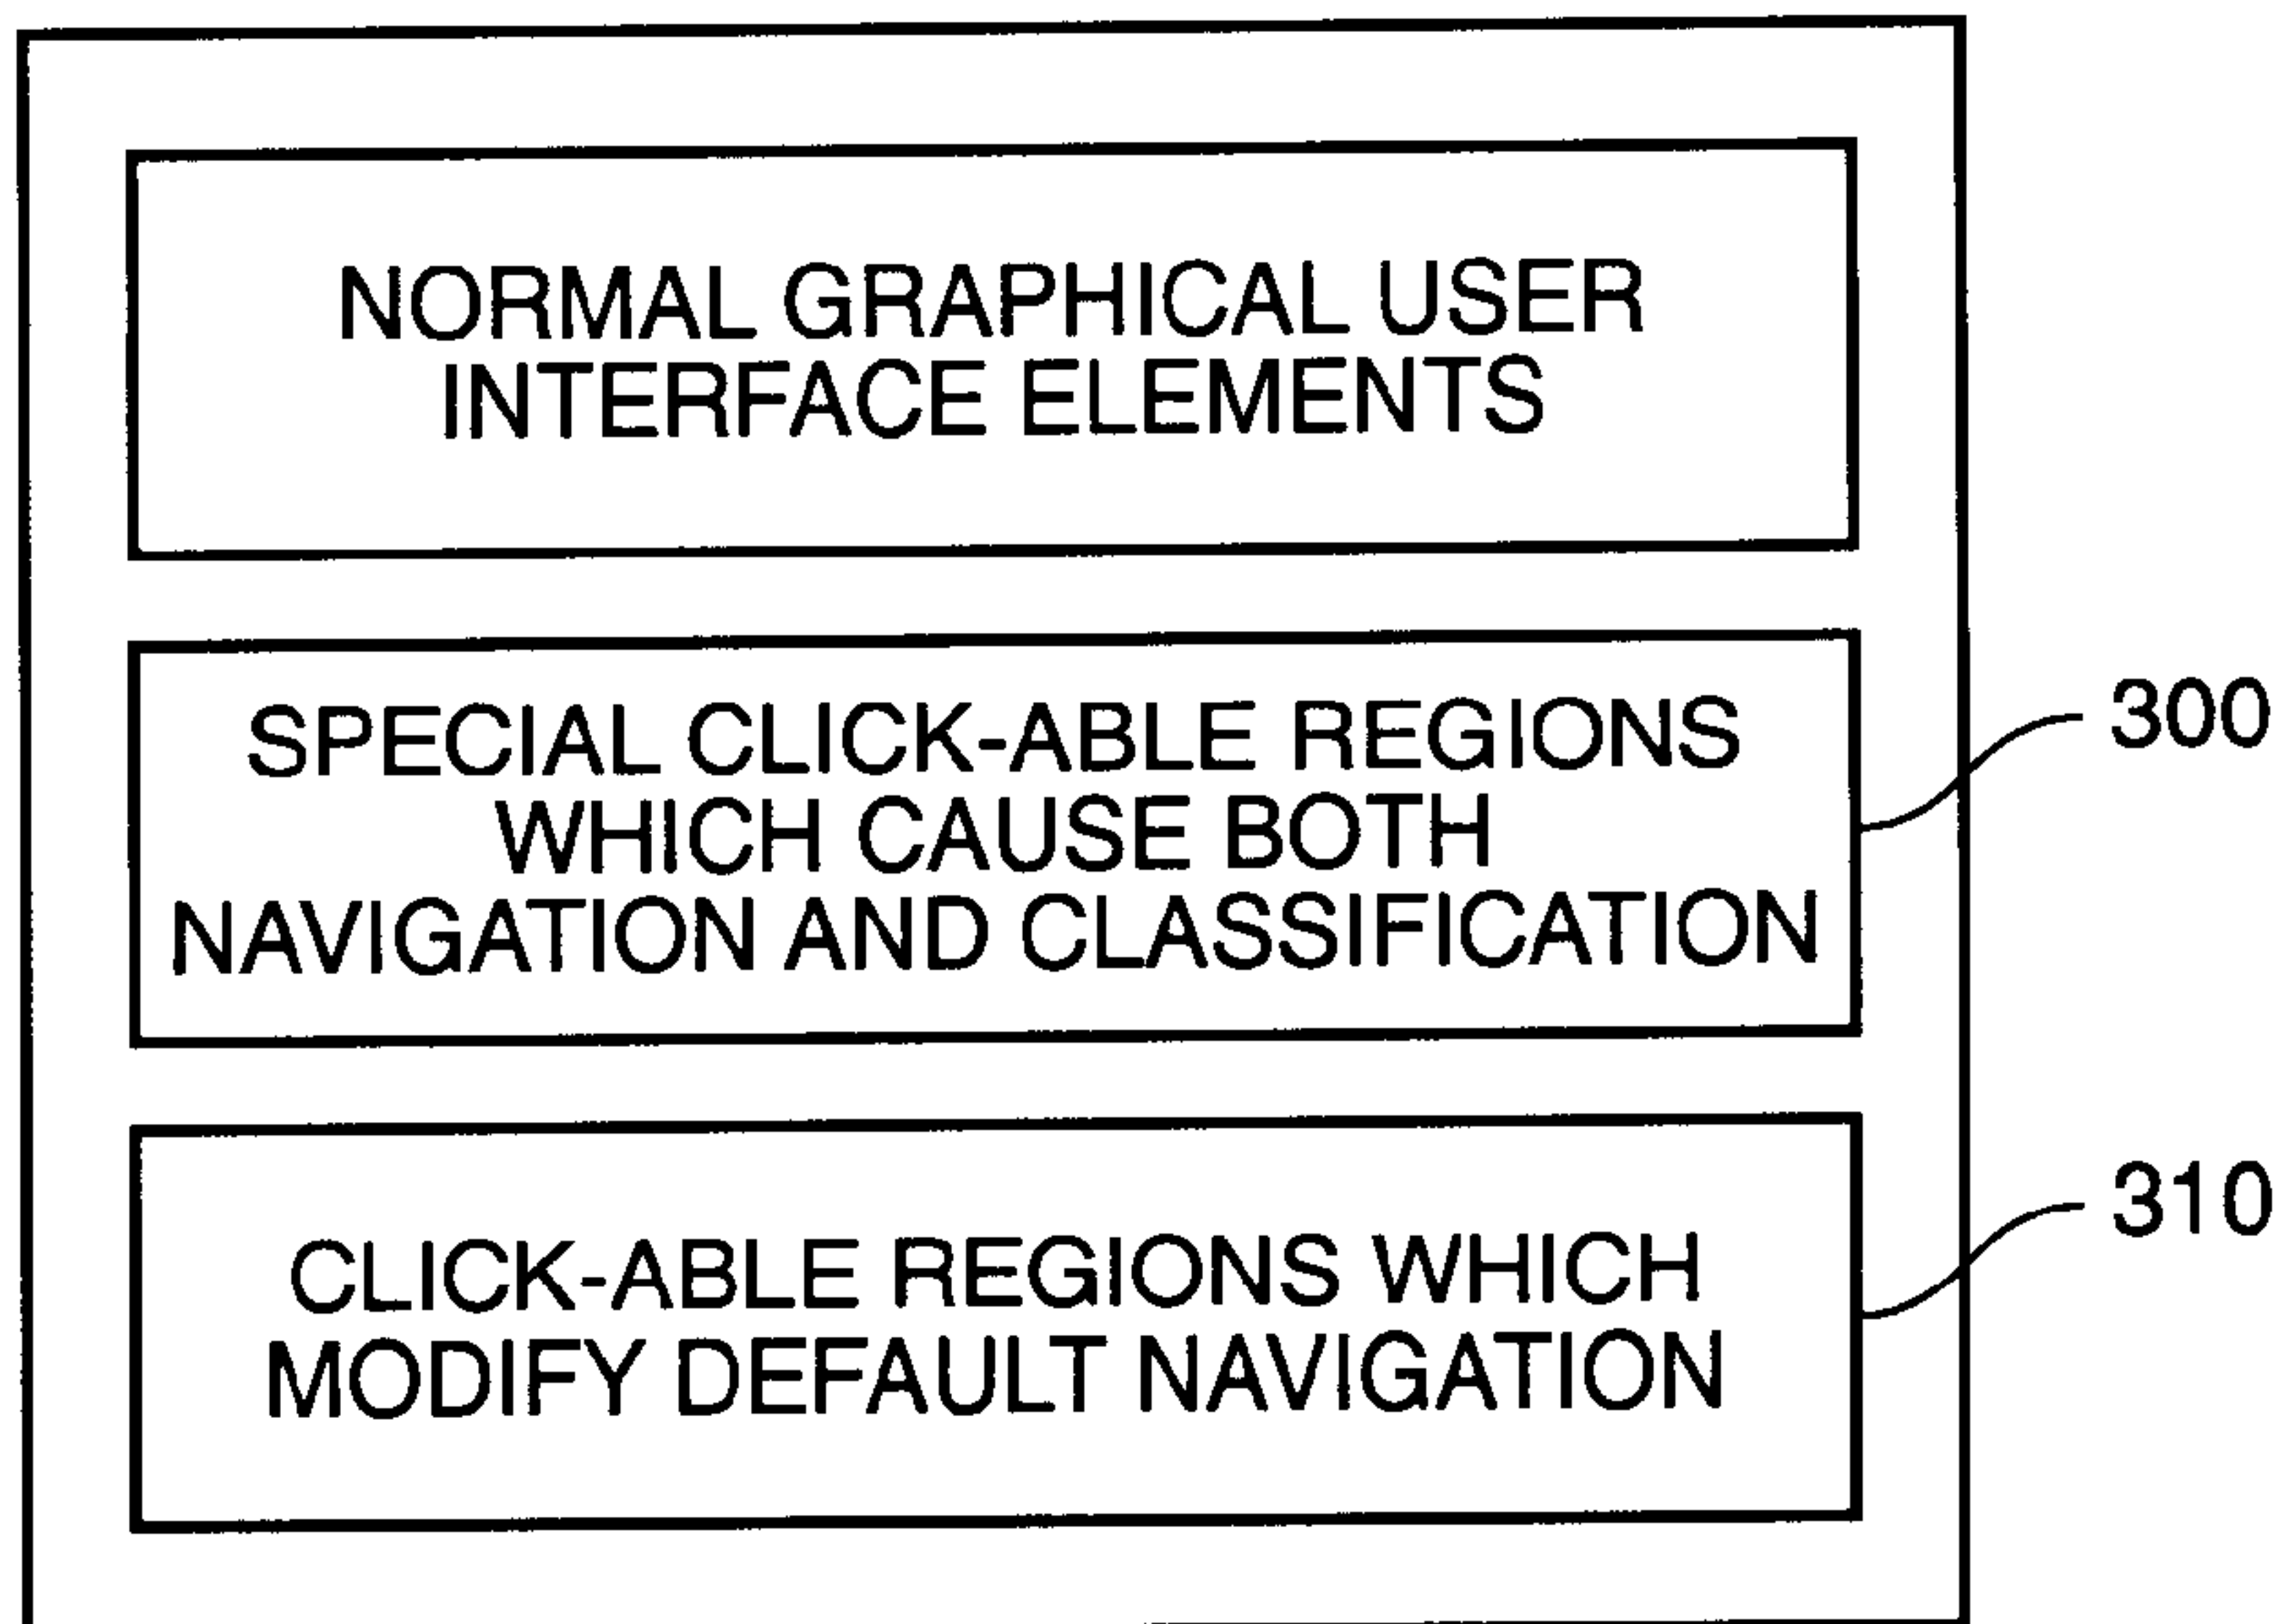 NORMAL GRAPHICAL USER
INTERFACE ELEMENTS
SPECIAL CLICK-ABLE REGIONS
WHICH CAUSE BOTH
NAVIGATION AND CLASSIFICATION
300
CLICK-ABLE REGIONS WHICH
MODIFY DEFAULT NAVIGATION
310